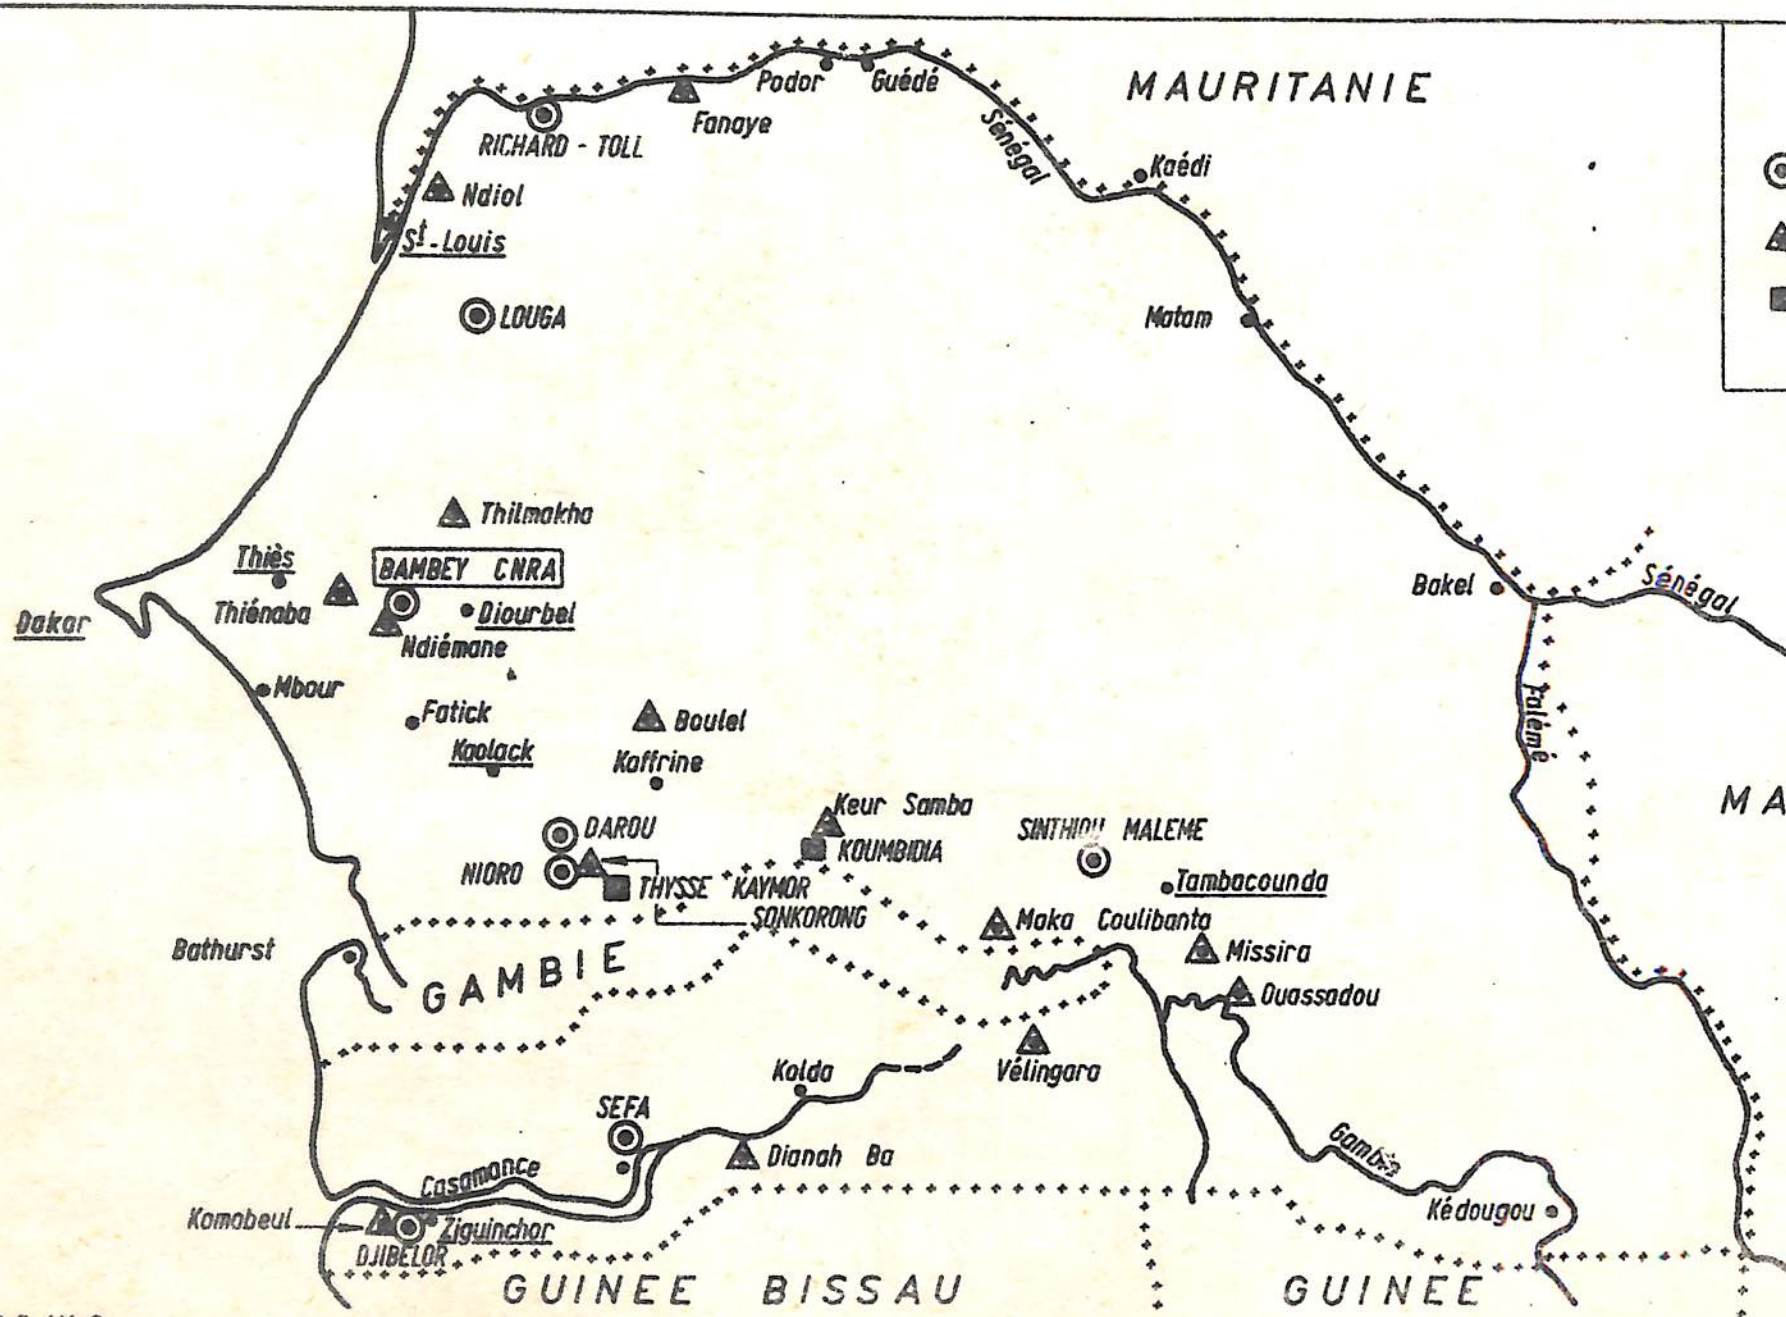 MAURITANIE
Podor
Guédé
Fanaye
RICHARD - TOLL
Sénégal
Kaédi
Ndiol
St-Louis
LOUGA
Matam
Thilmakha
Thiès
BAMBEY CNRA
Thiénaba
Diourbel
Dakar
Ndiémane
Bakel
Sénégal
Mbour
Fatick
Boulel
Kaolack
Kaffrine
Falémé
MA
Keur Samba
DAROU
KOUMBIDIA
SINTHIOU MALEME
NIORO
THYSSE KAYMOR
Tambacounda
SONKORONG
Maka Coulibanta
Bathurst
Missira
GAMBIE
Ouassadou
Vélingara
Kolda
SEFA
Dianah Ba
Gambie
Casamance
Kamobeul
Ziguinchor
Kédougou
DJIBELOR
GUINEE BISSAU
GUINEE